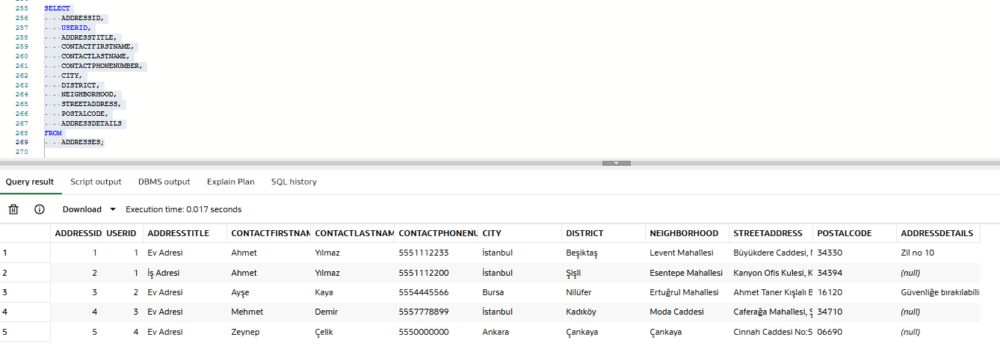 255 SELECT
256 ADDRESSID,
257 USERID,
258 ADDRESSTITLE,
259 CONTACTFIRSTNAME,
260 CONTACTLASTNAME,
261 CONTACTPHONENUMBER,
262 CITY,
263 DISTRICT,
264 NEIGHBORHOOD,
265 STREETADDRESS,
266 POSTALCODE,
267 ADDRESSDETAILS
268 FROM
269 ADDRESSES;
270
Query result Script output DBMS output Explain Plan SQL history
Download Execution time: 0.017 seconds
ADDRESSID USERID ADDRESSTITLE CONTACTFIRSTNAM CONTACTLASTNAM CONTACTPHONENU CITY DISTRICT NEIGHBORHOOD STREETADDRESS POSTALCODE ADDRESSDETAILS
1 1 1 Ev Adresi Ahmet Yılmaz 5551112233 İstanbul Beşiktaş Levent Mahallesi Büyükdere Caddesi, 34330 Zil no 10
2 2 1 İş Adresi Ahmet Yılmaz 5551112200 İstanbul Şişli Esentepe Mahallesi Kanyon Ofis Kulesi, K 34394 (null)
3 3 2 Ev Adresi Ayşe Kaya 5554445566 Bursa Nilüfer Ertuğrul Mahallesi Ahmet Taner Kışlalı B 16120 Güvenliğe bırakılabili
4 4 3 Ev Adresi Mehmet Demir 5557778899 İstanbul Kadıköy Moda Caddesi Caferağa Mahallesi, Ş 34710 (null)
5 5 4 Ev Adresi Zeynep Çelik 5550000000 Ankara Çankaya Çankaya Cinnah Caddesi No:5 06690 (null)